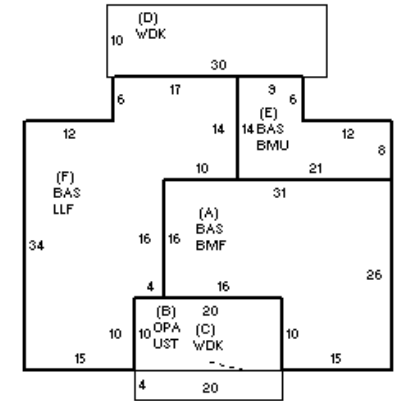 (D)
10 WDK
30
6 17 9 6
12 14 14 (E) 12
BAS
BMU 8
10 21
(F)
BAS
LLF
31
(A)
BAS
BMF
34 16 16 26
4 16
(B) 20
10 10 OPA (C) 10
UST WDK
15 15
4 20